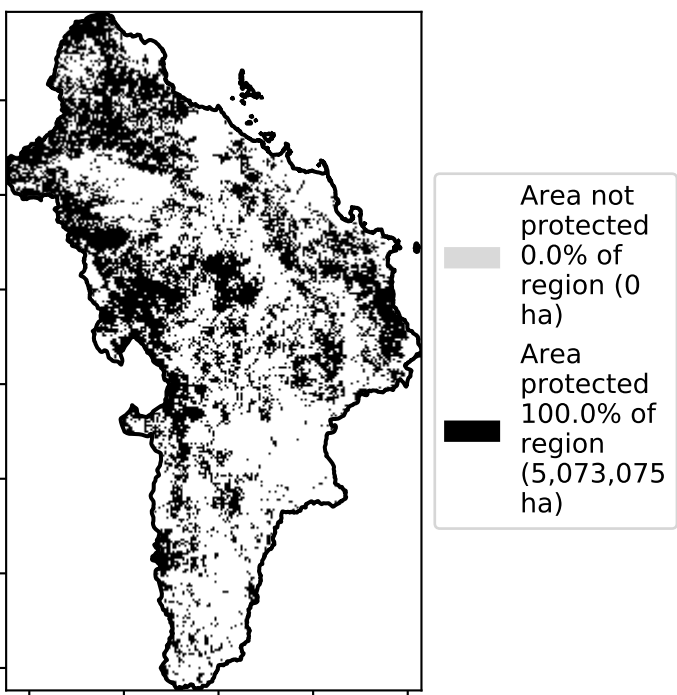 Area not
protected
0.0% of
region (0
ha)
Area
protected
100.0% of
region
(5,073,075
ha)